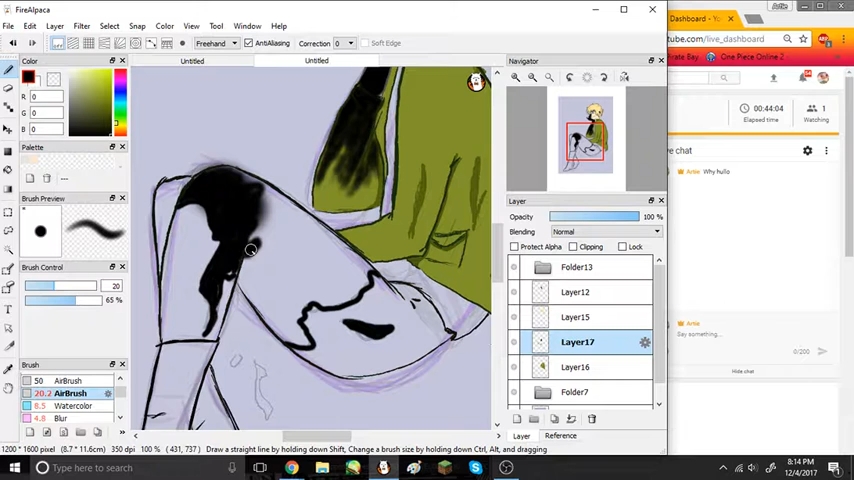 FireAlpaca
File Edit Layer Filter Select Snap Color View Tool Window Help
Freehand AntiAliasing Correction 0 Soft Edge
Color
R 0
G 0
B 0
Palette
---
Brush Preview
Brush Control
20
65 %
Brush
50 AirBrush
20.2 AirBrush
8.5 Watercolor
4.8 Blur
Untitled Untitled
Navigator
Layer
Opacity 100 %
Blending Normal
Protect Alpha Clipping Lock
Folder13
Layer12
Layer15
Layer17
Layer16
Folder7
Layer Reference
1200 * 1600 pixel (8.7 * 11.6cm) 350 dpi 100 % ( 431, 737 ) Draw a straight line by holding down Shift, Change a brush size by holding down Ctrl, Alt, and dragging
Artie
Dashboard - Yo
tube.com/live_dashboard
rate Bay One Piece Online 2
00:44:04 1
Elapsed time Watching
Live chat
Artie Why hullo
Artie
Say something...
0/200
Hide chat
Type here to search
8:14 PM
12/4/2017